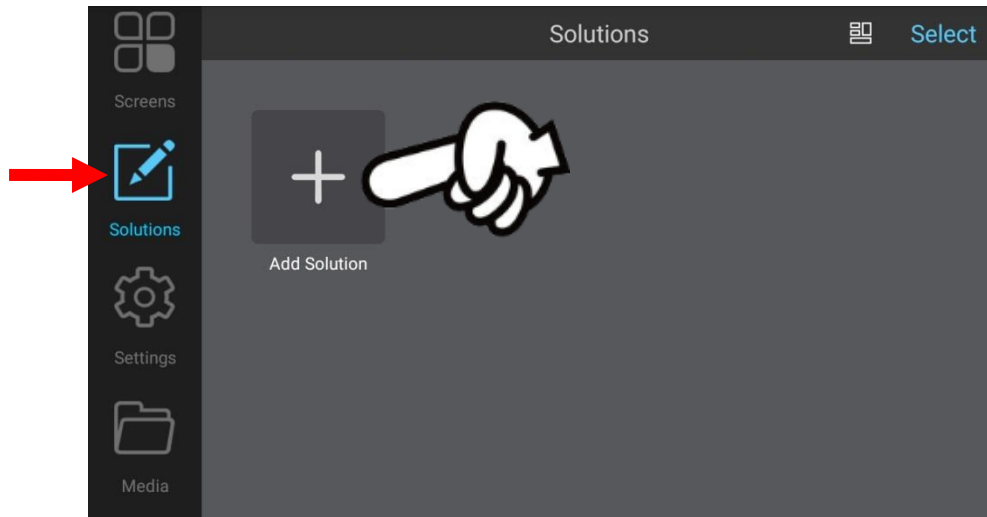 Solutions
Select
Screens
Solutions
Add Solution
Settings
Media